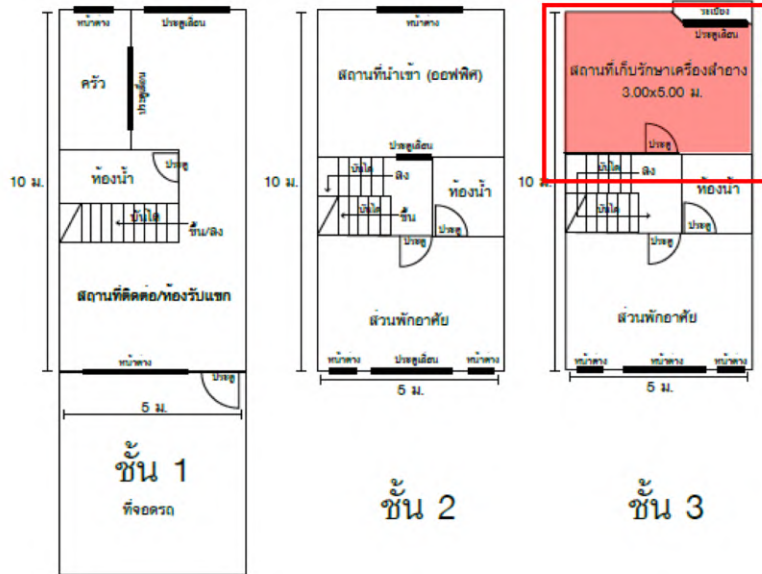 หน้าต่าง
ประตูเลื่อน
ครัว
ประตูเลื่อน
ประตู
10 ม.
ห้องน้ำ
บันได
ขึ้น/ลง
สถานที่ติดต่อ/ห้องรับแขก
หน้าต่าง
ประตู
5 ม.
ชั้น 1
ที่จอดรถ
หน้าต่าง
สถานที่นำเข้า (ออฟฟิศ)
ประตูเลื่อน
10 ม.
บันได
ลง
ห้องน้ำ
บันได
ขึ้น
ประตู
ประตู
ส่วนพักอาศัย
หน้าต่าง
ประตูเลื่อน
หน้าต่าง
5 ม.
ชั้น 2
ระเบียง
ประตูเลื่อน
สถานที่เก็บรักษาเครื่องสำอาง
3.00x5.00 ม.
ประตู
10 ม.
บันได
ลง
ห้องน้ำ
บันได
ประตู
ประตู
ส่วนพักอาศัย
หน้าต่าง
หน้าต่าง
หน้าต่าง
5 ม.
ชั้น 3